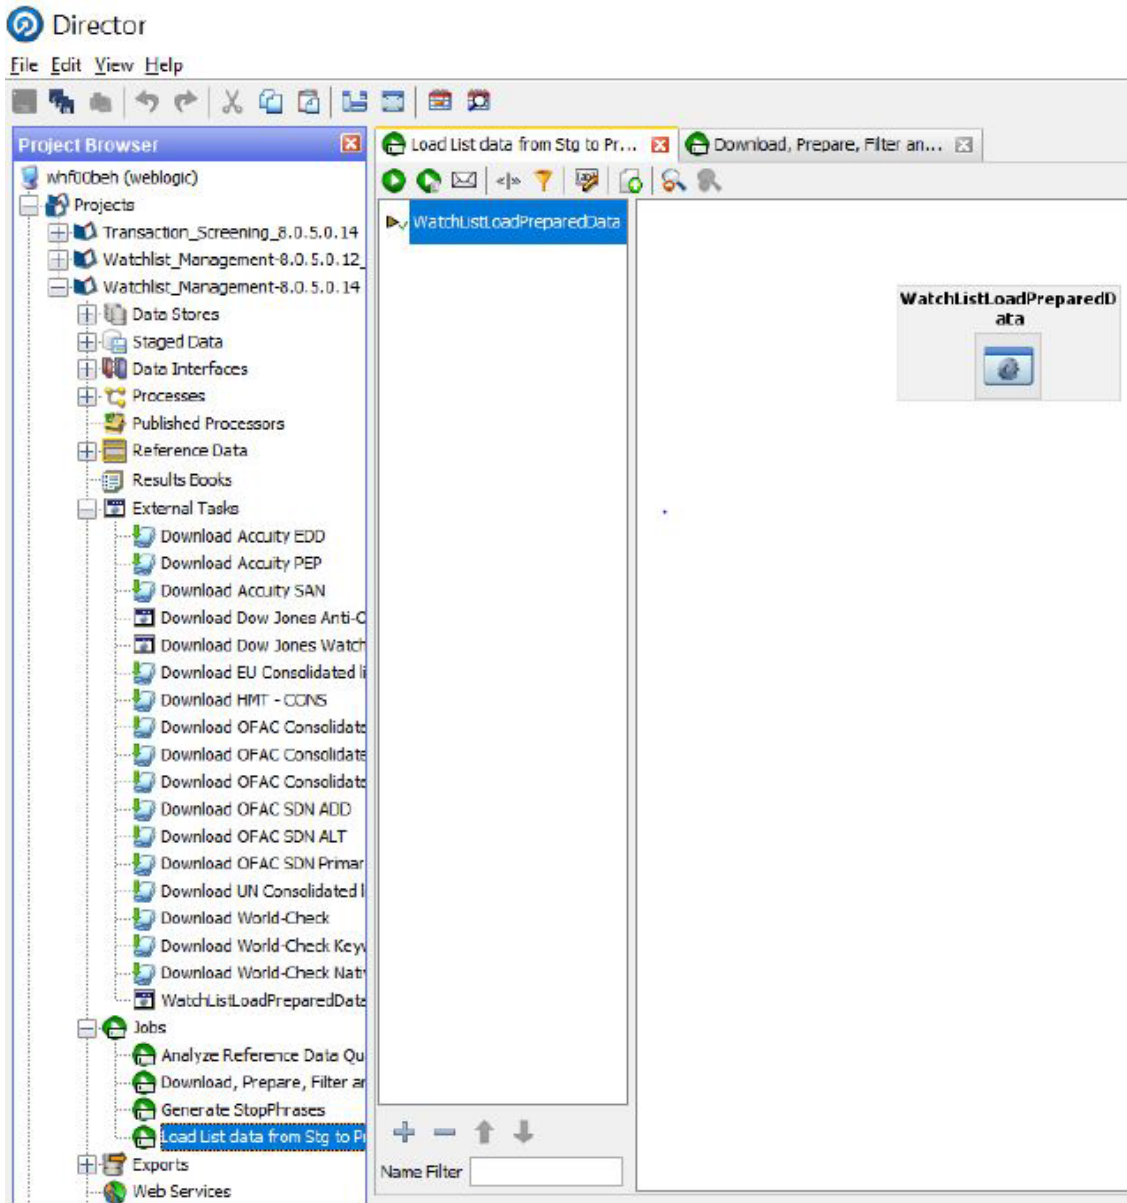 Director
File Edit View Help
Project Browser
whf00beh (weblogic)
Projects
Transaction_Screening_8.0.5.0.14
Watchlist_Management-8.0.5.0.12_
Watchlist_Management-8.0.5.0.14
Data Stores
Staged Data
Data Interfaces
Processes
Published Processors
Reference Data
Results Books
External Tasks
Download Accuity EDD
Download Accuity PEP
Download Accuity SAN
Download Dow Jones Anti-C
Download Dow Jones Watch
Download EU Consolidated li
Download HMT - CONS
Download OFAC Consolidate
Download OFAC Consolidate
Download OFAC Consolidate
Download OFAC SDN ADD
Download OFAC SDN ALT
Download OFAC SDN Primar
Download UN Consolidated l
Download World-Check
Download World-Check Keyw
Download World-Check Nativ
WatchListLoadPreparedData
Jobs
Analyze Reference Data Qu
Download, Prepare, Filter an
Generate StopPhrases
Load List data from Stg to Pr
Exports
Web Services
Load List data from Stg to Pr...
Download, Prepare, Filter an...
WatchListLoadPreparedData
Name Filter
WatchListLoadPreparedD
ata